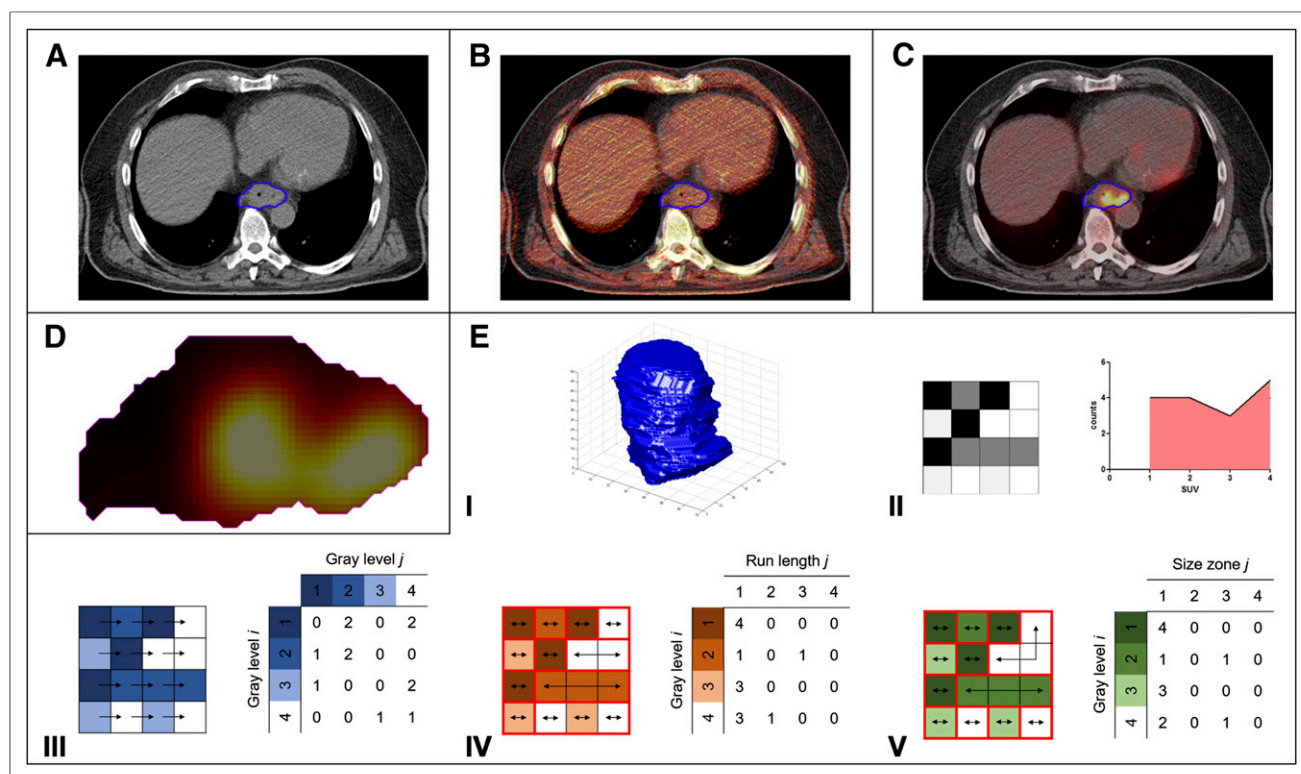 A
B
C
D
E
I
II
counts
6
4
2
0
0 1 2 3 4
SUV
III
Gray level j
1 2 3 4
Gray level i
1 0 2 0 2
2 1 2 0 0
3 1 0 0 2
4 0 0 1 1
IV
Run length j
1 2 3 4
Gray level i
1 4 0 0 0
2 1 0 1 0
3 3 0 0 0
4 3 1 0 0
V
Size zone j
1 2 3 4
Gray level i
1 4 0 0 0
2 1 0 1 0
3 3 0 0 0
4 2 0 1 0